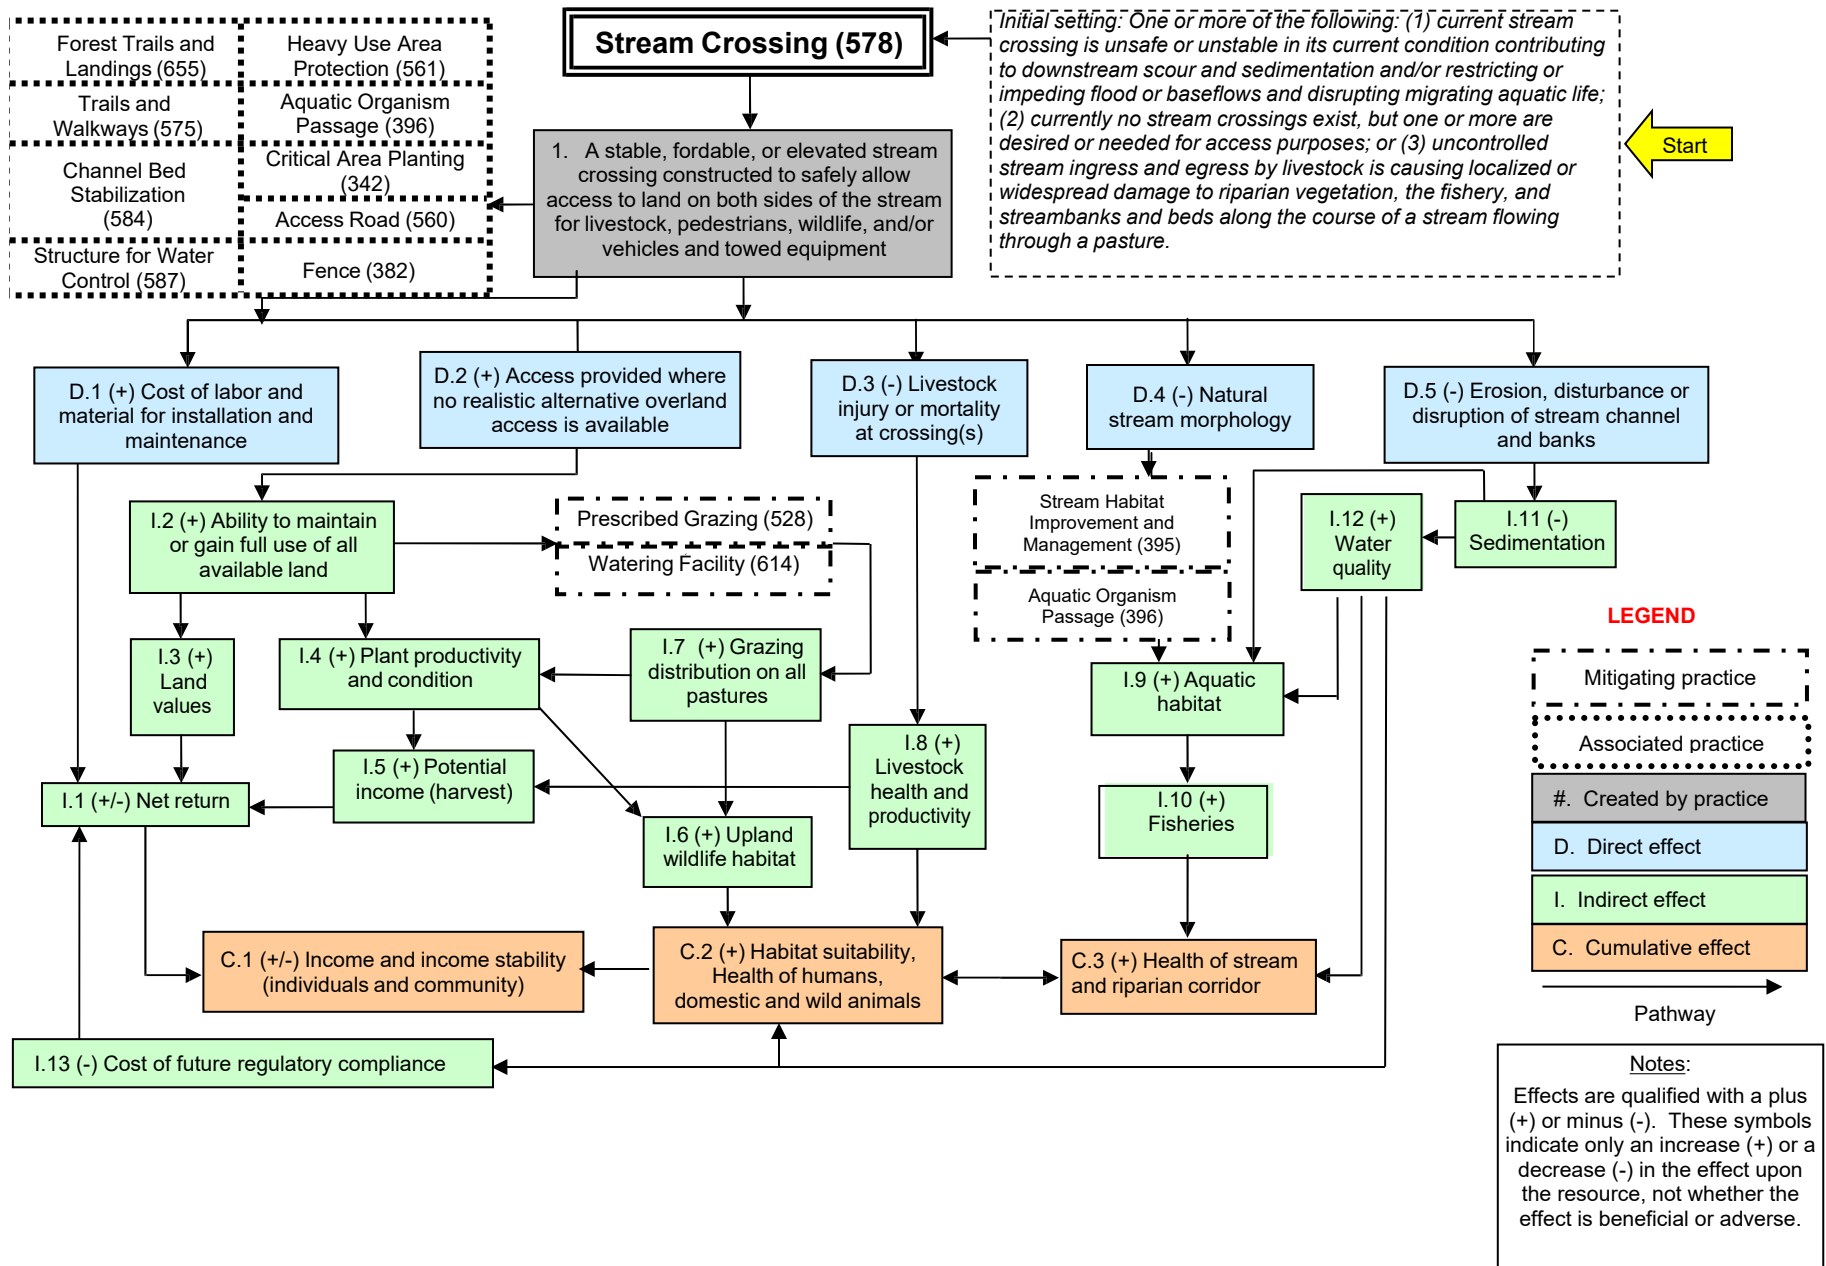 Forest Trails and
Landings (655)
Heavy Use Area
Protection (561)
Trails and
Walkways (575)
Aquatic Organism
Passage (396)
Channel Bed
Stabilization
(584)
Critical Area Planting
(342)
Access Road (560)
Structure for Water
Control (587)
Fence (382)
Stream Crossing (578)
Initial setting: One or more of the following: (1) current stream
crossing is unsafe or unstable in its current condition contributing
to downstream scour and sedimentation and/or restricting or
impeding flood or baseflows and disrupting migrating aquatic life;
(2) currently no stream crossings exist, but one or more are
desired or needed for access purposes; or (3) uncontrolled
stream ingress and egress by livestock is causing localized or
widespread damage to riparian vegetation, the fishery, and
streambanks and beds along the course of a stream flowing
through a pasture.
Start
1. A stable, fordable, or elevated stream
crossing constructed to safely allow
access to land on both sides of the stream
for livestock, pedestrians, wildlife, and/or
vehicles and towed equipment
D.1 (+) Cost of labor and
material for installation and
maintenance
D.2 (+) Access provided where
no realistic alternative overland
access is available
D.3 (-) Livestock
injury or mortality
at crossing(s)
D.4 (-) Natural
stream morphology
D.5 (-) Erosion, disturbance or
disruption of stream channel
and banks
I.2 (+) Ability to maintain
or gain full use of all
available land
Prescribed Grazing (528)
Watering Facility (614)
Stream Habitat
Improvement and
Management (395)
Aquatic Organism
Passage (396)
I.12 (+)
Water
quality
I.11 (-)
Sedimentation
I.3 (+)
Land
values
I.4 (+) Plant productivity
and condition
I.7 (+) Grazing
distribution on all
pastures
I.9 (+) Aquatic
habitat
I.8 (+)
Livestock
health and
productivity
I.5 (+) Potential
income (harvest)
I.1 (+/-) Net return
I.6 (+) Upland
wildlife habitat
I.10 (+)
Fisheries
C.1 (+/-) Income and income stability
(individuals and community)
C.2 (+) Habitat suitability,
Health of humans,
domestic and wild animals
C.3 (+) Health of stream
and riparian corridor
I.13 (-) Cost of future regulatory compliance
LEGEND
Mitigating practice
Associated practice
#. Created by practice
D. Direct effect
I. Indirect effect
C. Cumulative effect
Pathway
Notes:
Effects are qualified with a plus
(+) or minus (-). These symbols
indicate only an increase (+) or a
decrease (-) in the effect upon
the resource, not whether the
effect is beneficial or adverse.